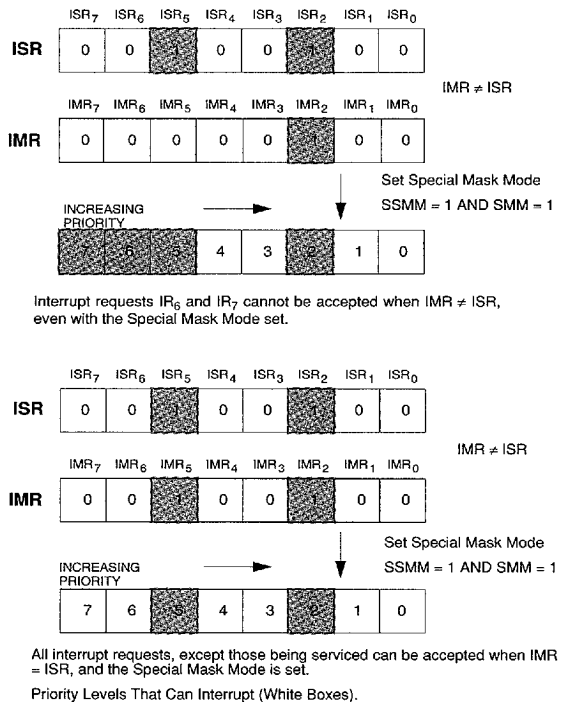 ISR7 ISR6 ISR5 ISR4 ISR3 ISR2 ISR1 ISR0
ISR 0 0 1 0 0 1 0 0
IMR ≠ ISR
IMR7 IMR6 IMR5 IMR4 IMR3 IMR2 IMR1 IMR0
IMR 0 0 0 0 0 1 0 0
Set Special Mask Mode
SSMM = 1 AND SMM = 1
INCREASING
PRIORITY
7 6 5 4 3 2 1 0
Interrupt requests IR6 and IR7 cannot be accepted when IMR ≠ ISR,
even with the Special Mask Mode set.
ISR7 ISR6 ISR5 ISR4 ISR3 ISR2 ISR1 ISR0
ISR 0 0 1 0 0 1 0 0
IMR ≠ ISR
IMR7 IMR6 IMR5 IMR4 IMR3 IMR2 IMR1 IMR0
IMR 0 0 1 0 0 1 0 0
Set Special Mask Mode
SSMM = 1 AND SMM = 1
INCREASING
PRIORITY
7 6 5 4 3 2 1 0
All interrupt requests, except those being serviced can be accepted when IMR
= ISR, and the Special Mask Mode is set.
Priority Levels That Can Interrupt (White Boxes).